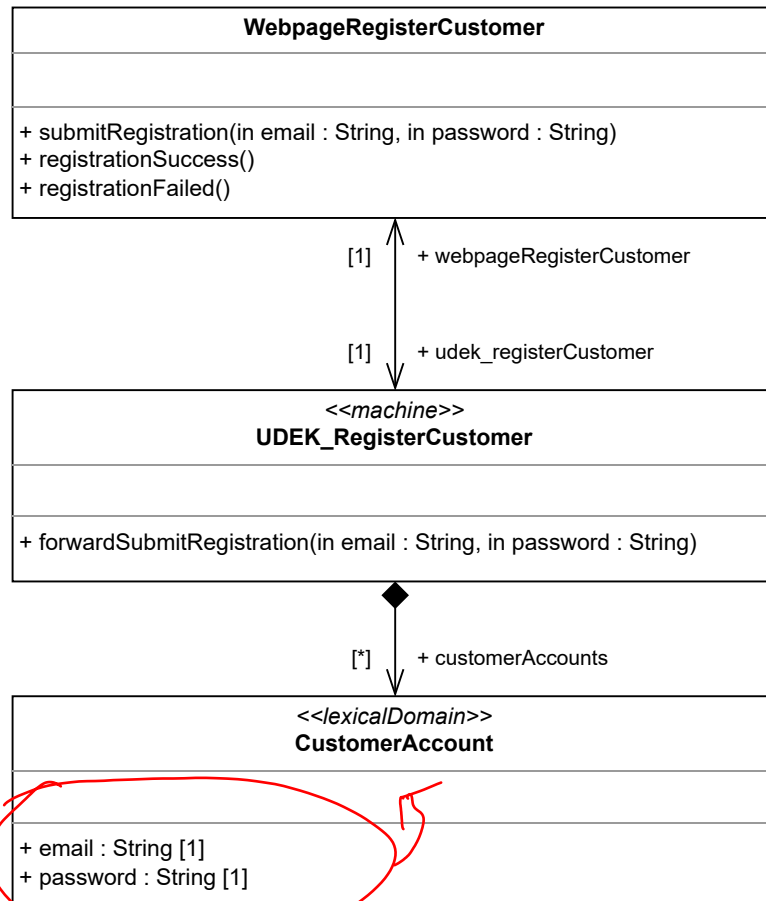 WebpageRegisterCustomer
+ submitRegistration(in email : String, in password : String)
+ registrationSuccess()
+ registrationFailed()
[1] + webpageRegisterCustomer
[1] + udek_registerCustomer
<<machine>>
UDEK_RegisterCustomer
+ forwardSubmitRegistration(in email : String, in password : String)
[*] + customerAccounts
<<lexicalDomain>>
CustomerAccount
+ email : String [1]
+ password : String [1]